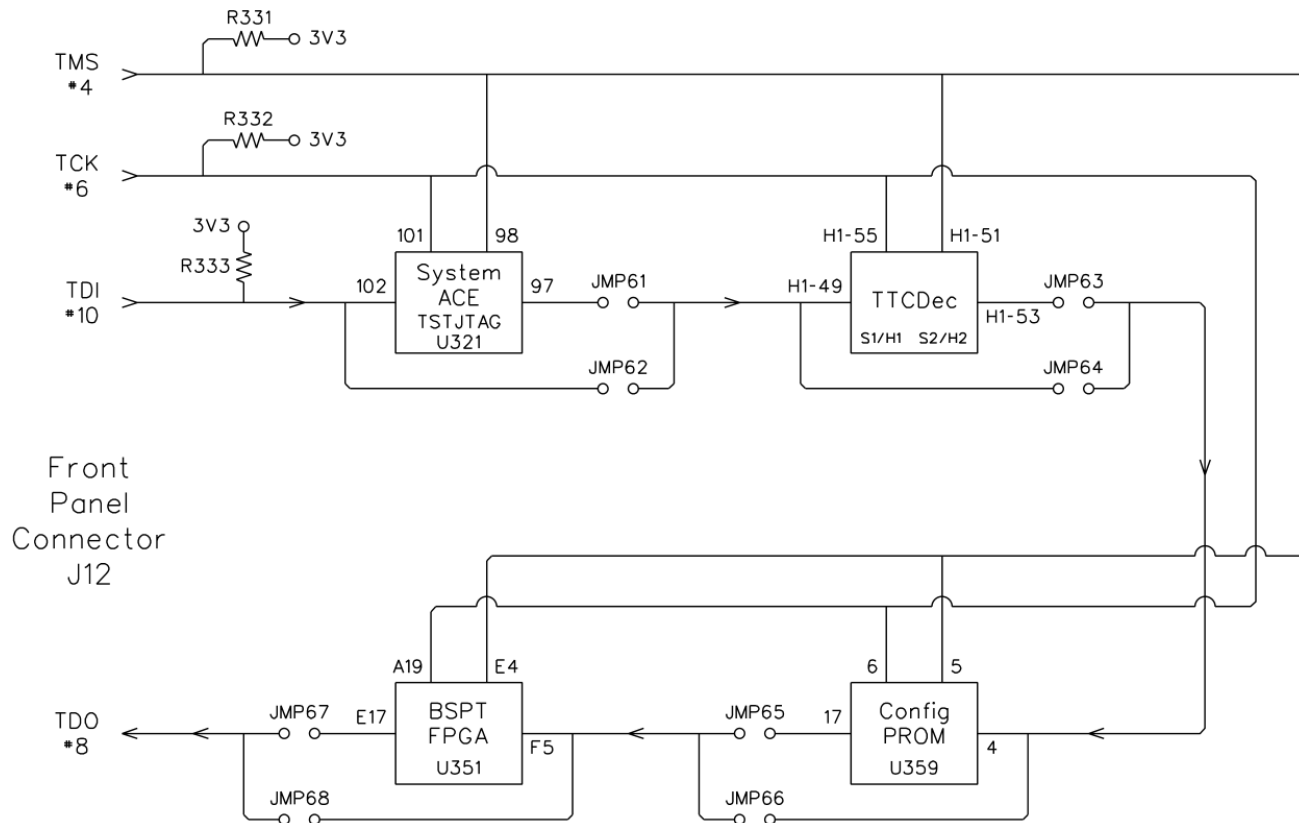 R331
3V3
TMS
#4
R332
3V3
TCK
#6
3V3
R333
101
98
H1-55
H1-51
TDI
#10
102
System
ACE
TSTJTAG
U321
97
JMP61
H1-49
TTCDec
S1/H1 S2/H2
H1-53
JMP63
JMP62
JMP64
Front
Panel
Connector
J12
A19
E4
6
5
TDO
#8
JMP67
E17
BSPT
FPGA
U351
F5
JMP65
17
Config
PROM
U359
4
JMP68
JMP66